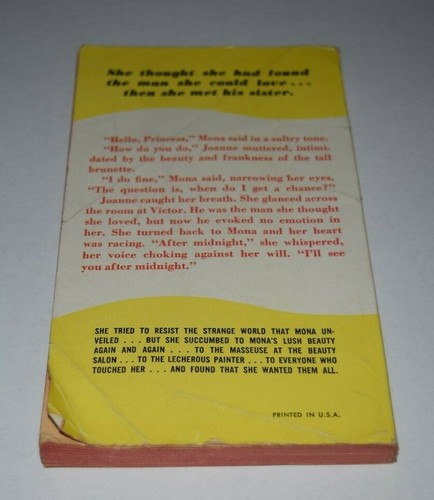 She thought she had found
the man she could love...
then she met his sister.
"Hello, Princess," Mona said in a sultry tone.
"How do you do," Joanne muttered, intimi-
dated by the beauty and frankness of the tall
brunette.
"I do fine," Mona said, narrowing her eyes.
"The question is, when do I get a chance?"
Joanne caught her breath. She glanced across
the room at Victor. He was the man she thought
she loved, but now he evoked no emotion in
her. She turned back to Mona and her heart
was racing. "After midnight," she whispered,
her voice choking against her will. "I'll see
you after midnight."
SHE TRIED TO RESIST THE STRANGE WORLD THAT MONA UN-
VEILED . . . BUT SHE SUCCUMBED TO MONA'S LUSH BEAUTY
AGAIN AND AGAIN . . . TO THE MASSEUSE AT THE BEAUTY
SALON . . . TO THE LECHEROUS PAINTER . . . TO EVERYONE WHO
TOUCHED HER . . . AND FOUND THAT SHE WANTED THEM ALL.
PRINTED IN U.S.A.